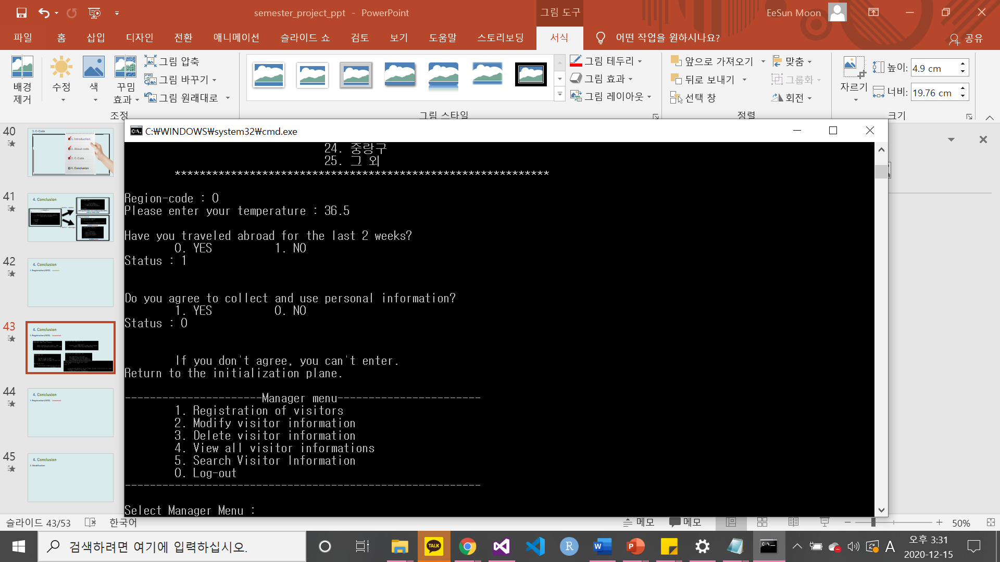 semester_project_ppt - PowerPoint
그림 도구
EeSun Moon
파일 홈 삽입 디자인 전환 애니메이션 슬라이드 쇼 검토 보기 도움말 스토리보딩 서식 어떤 작업을 원하시나요? 공유
배경 제거
수정
색
꾸밈 효과
그림 압축
그림 바꾸기
그림 원래대로
조정
그림 스타일
그림 테두리
그림 효과
그림 레이아웃
앞으로 가져오기
뒤로 보내기
선택 창
맞춤
그룹화
회전
정렬
자르기
높이: 4.9 cm
너비: 19.76 cm
크기
40
3. C-Code
1. Introduction
2. About code
3. C-Code
4. Conclusion
41
4. Conclusion
42
4. Conclusion
1. Registration(ADD)
43
4. Conclusion
1. Registration(ADD)
44
4. Conclusion
1. Registration(ADD)
45
4. Conclusion
2. Modification
C:₩WINDOWS₩system32₩cmd.exe
24. 중랑구
25. 그 외
************************************************************
Region-code : 0
Please enter your temperature : 36.5
Have you traveled abroad for the last 2 weeks?
0. YES 1. NO
Status : 1
Do you agree to collect and use personal information?
1. YES 0. NO
Status : 0
If you don't agree, you can't enter.
Return to the initialization plane.
----------------------Manager menu-----------------------
1. Registration of visitors
2. Modify visitor information
3. Delete visitor information
4. View all visitor informations
5. Search Visitor Information
0. Log-out
---------------------------------------------------------
Select Manager Menu :
슬라이드 43/53 한국어 메모 메모 50%
검색하려면 여기에 입력하십시오.
TALK
A
오후 3:31
2020-12-15